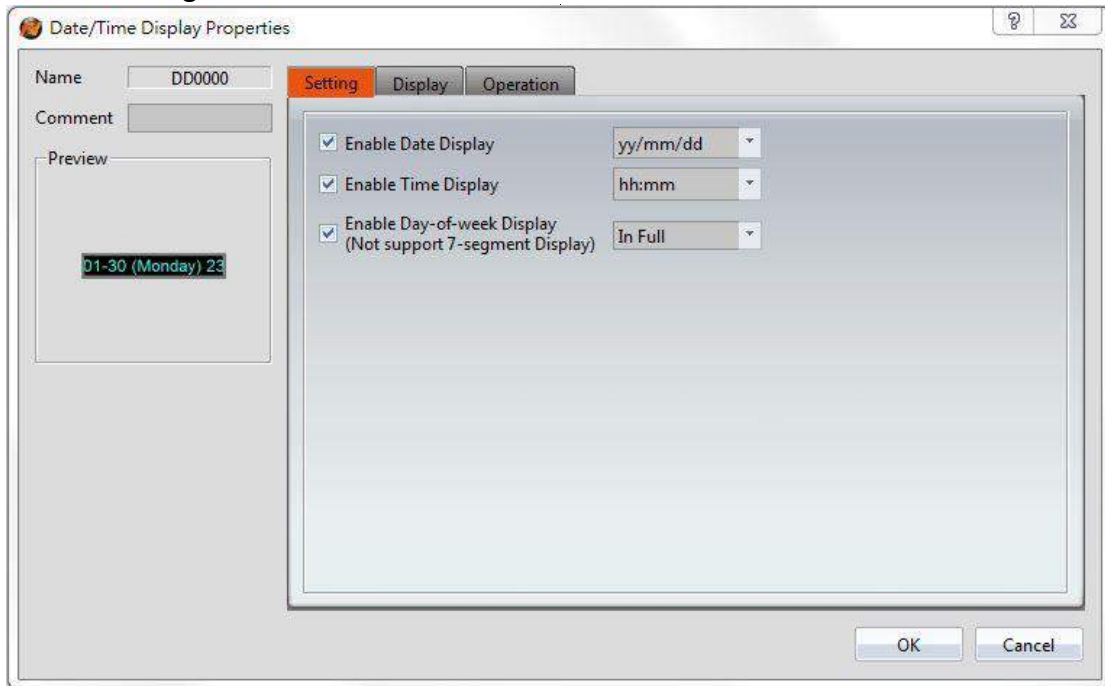 Date/Time Display Properties
Name DD0000
Comment
Preview
01-30 (Monday) 23
Setting Display Operation
Enable Date Display yy/mm/dd
Enable Time Display hh:mm
Enable Day-of-week Display
(Not support 7-segment Display) In Full
OK Cancel